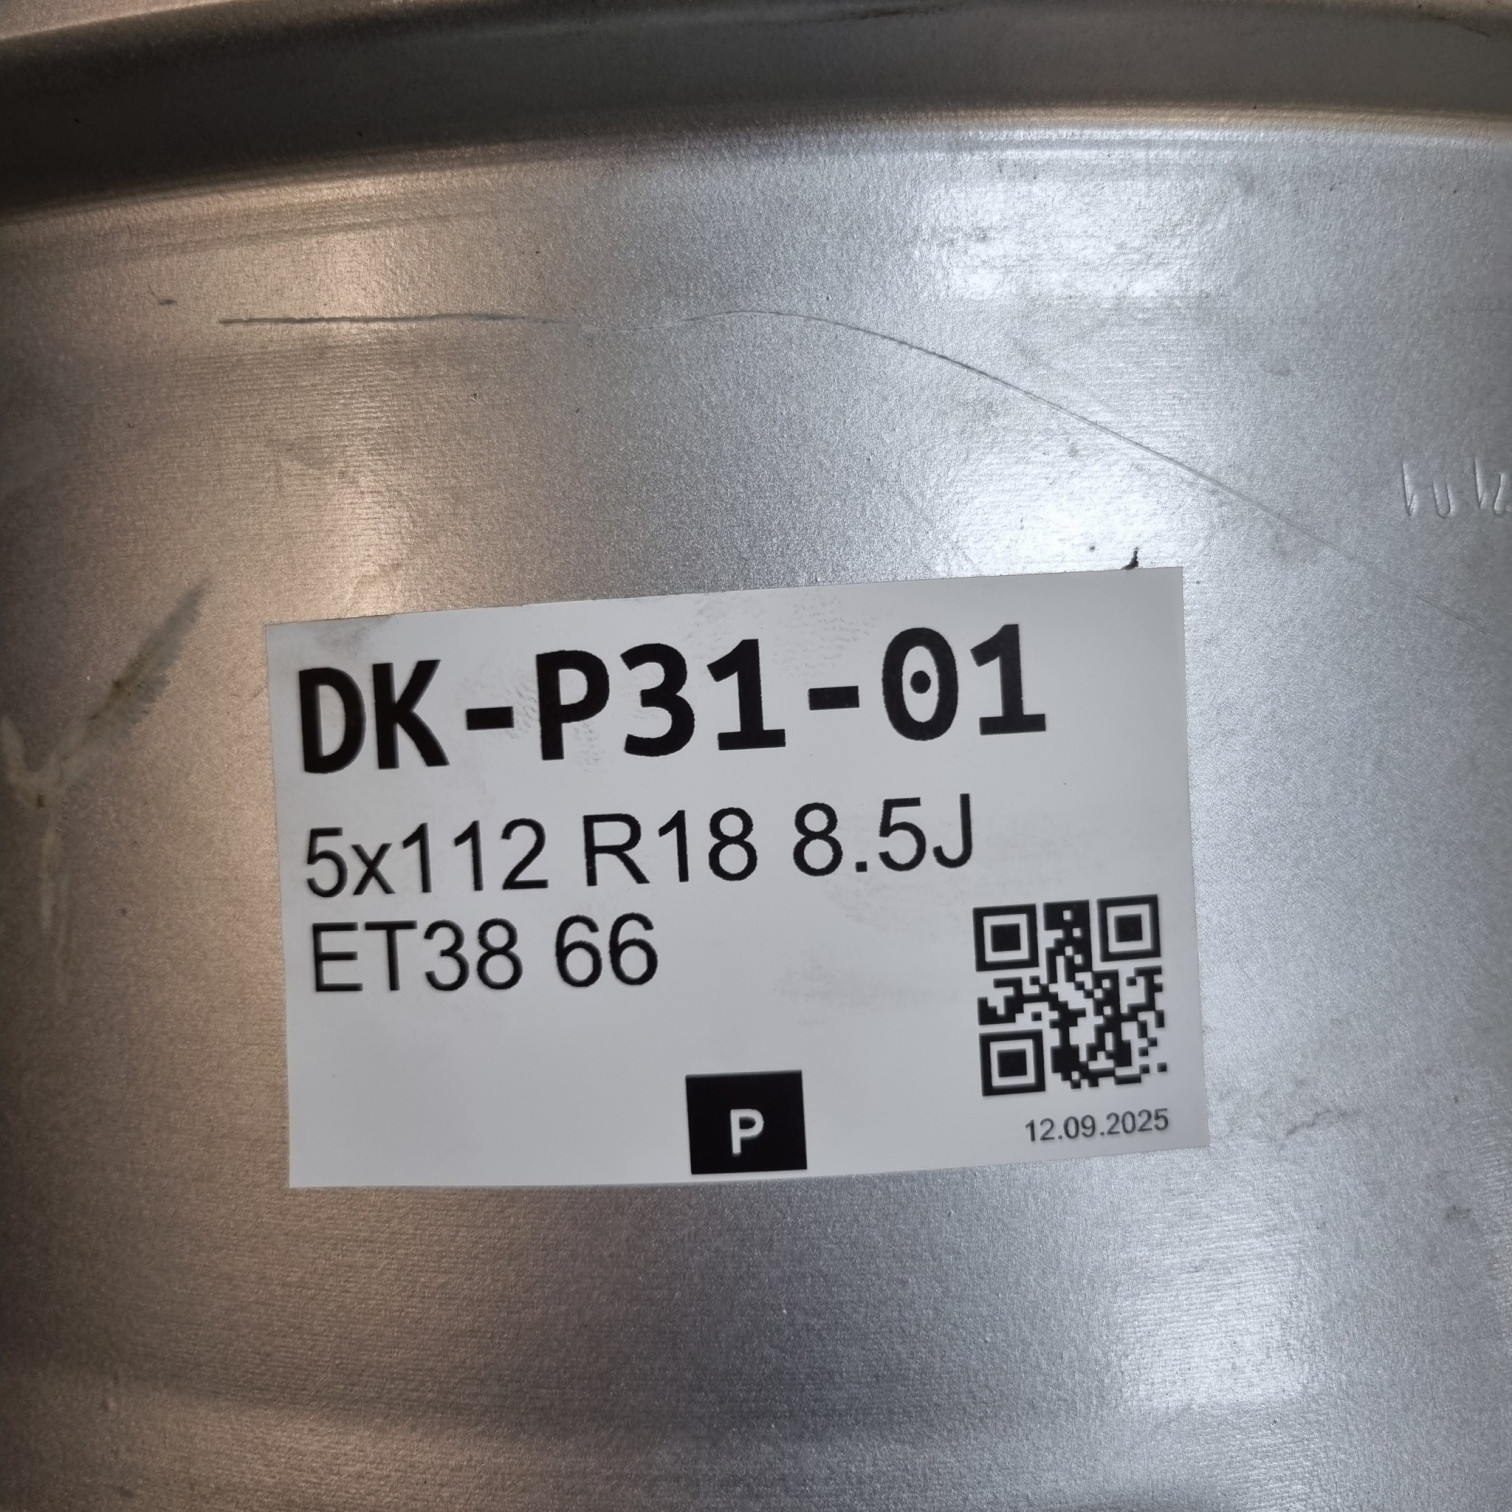 DK-P31-01
5x112 R18 8.5J
ET38 66
P
12.09.2025